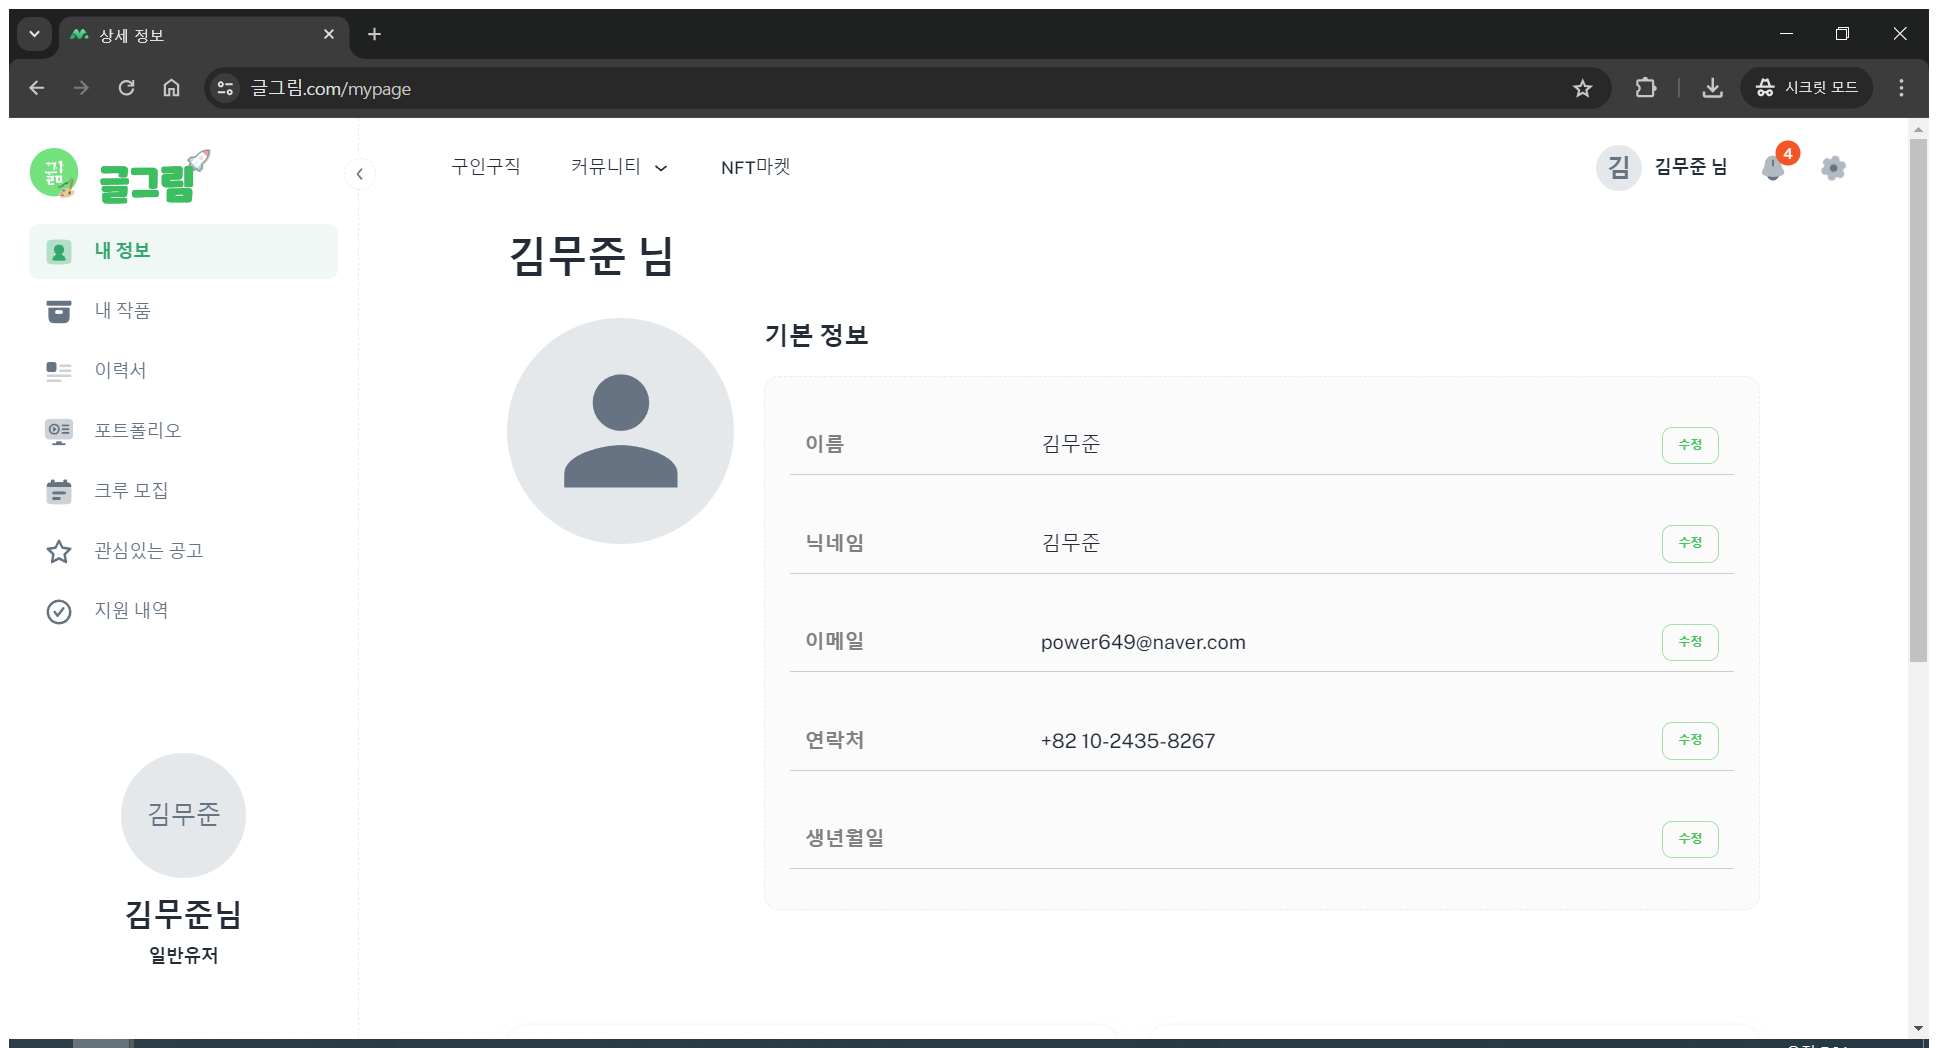 상세 정보
글그림.com/mypage
시크릿 모드
글그림
구인구직
커뮤니티
NFT마켓
김
김무준 님
4
내 정보
내 작품
이력서
포트폴리오
크루 모집
관심있는 공고
지원 내역
김무준
김무준님
일반유저
김무준 님
기본 정보
이름 김무준 수정
닉네임 김무준 수정
이메일 power649@naver.com 수정
연락처 +82 10-2435-8267 수정
생년월일 수정